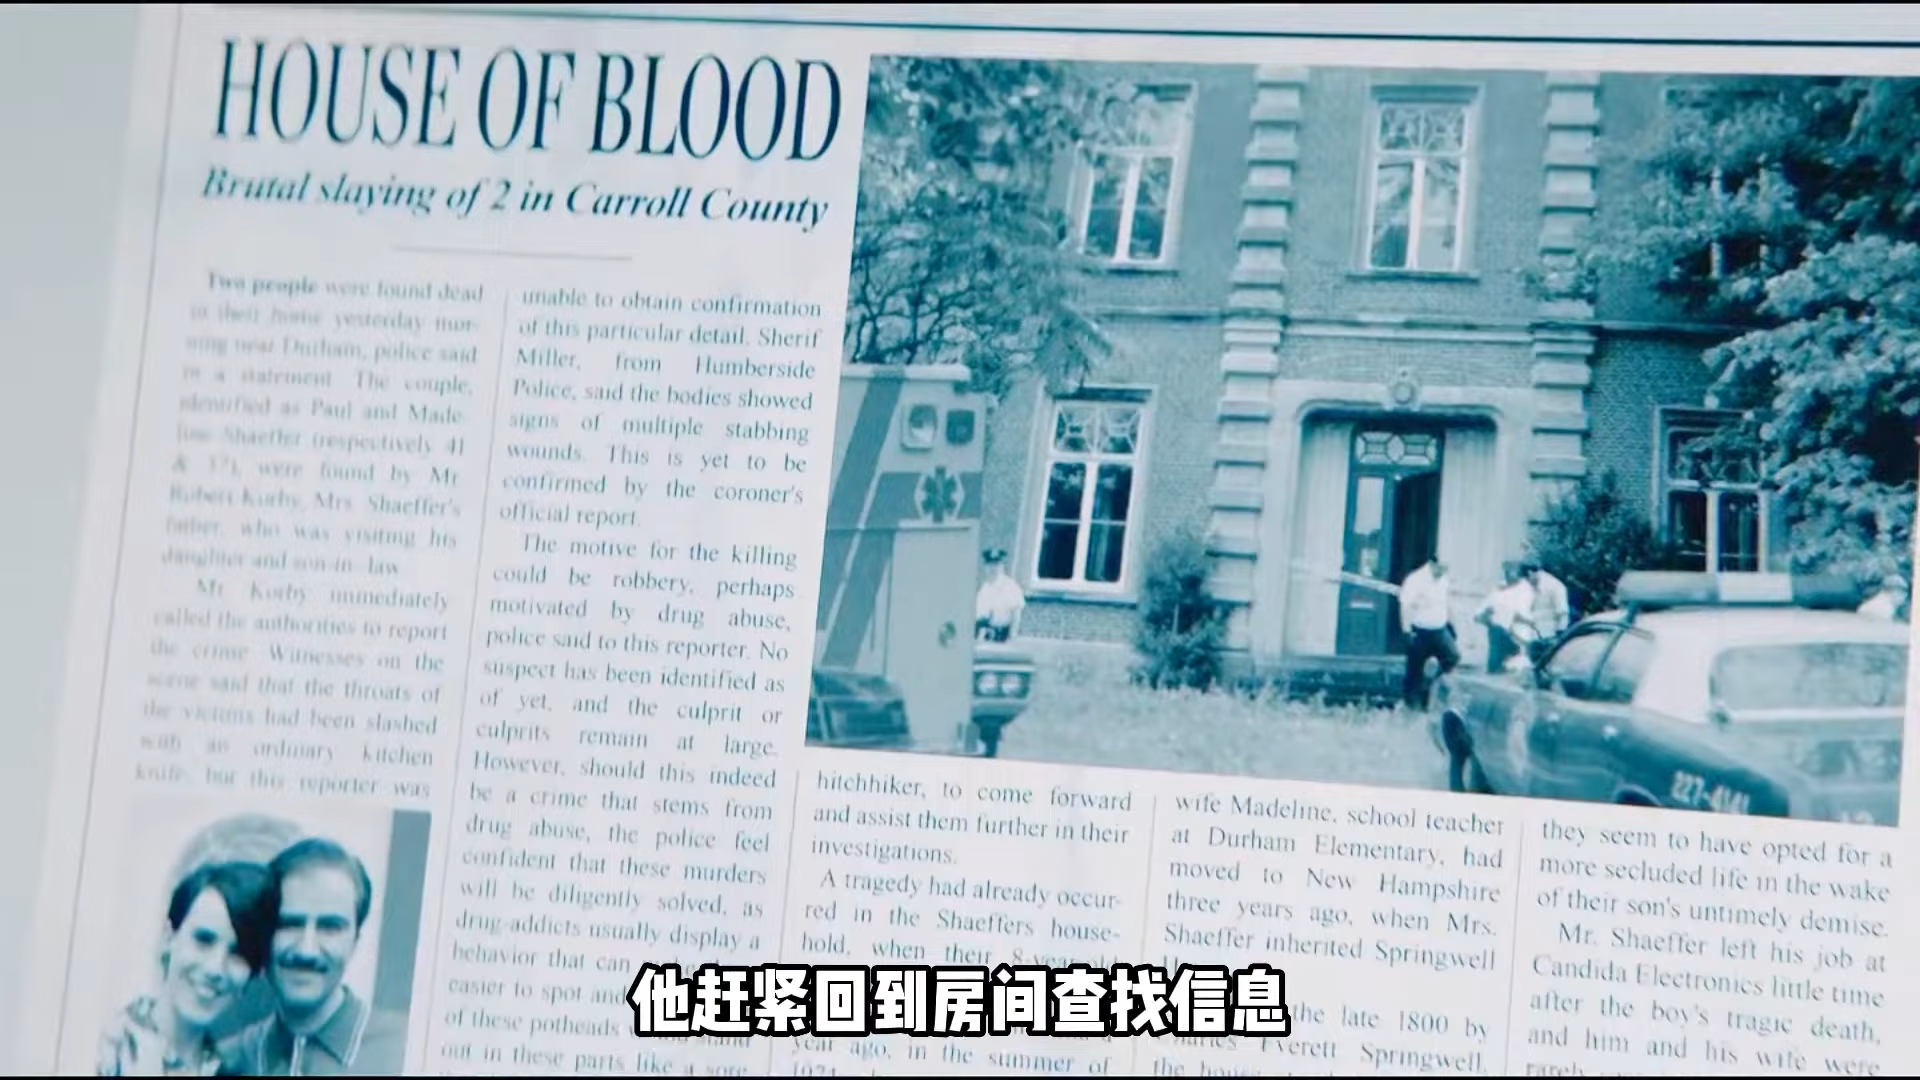 HOUSE OF BLOOD
Brutal slaying of 2 in Carroll County
Two people were found dead
in their home yesterday mor-
ning near Durham, police said
in a statement. The couple,
identified as Paul and Made-
line Shaeffer (respectively 41
& 37), were found by Mr
Robert Korby, Mrs. Shaeffer's
father, who was visiting his
daughter and son-in-law
Mr. Korby immediately
called the authorities to report
the crime. Witnesses on the
scene said that the throats of
the victims had been slashed
with an ordinary kitchen
knife, but this reporter was
unable to obtain confirmation
of this particular detail. Sherif
Miller, from Humberside
Police, said the bodies showed
signs of multiple stabbing
wounds. This is yet to be
confirmed by the coroner's
official report.
The motive for the killing
could be robbery, perhaps
motivated by drug abuse,
police said to this reporter. No
suspect has been identified as
of yet, and the culprit or
culprits remain at large.
However, should this indeed
be a crime that stems from
drug abuse, the police feel
confident that these murders
will be diligently solved, as
drug-addicts usually display a
behavior that can
easier to spot and
of these potheads
out in these parts like a sore
hitchhiker, to come forward
and assist them further in their
investigations.
A tragedy had already occur-
red in the Shaeffers house-
hold, when their 8-year-old
year ago, in the summer of
1974
wife Madeline, school teacher
at Durham Elementary, had
moved to New Hampshire
three years ago, when Mrs.
Shaeffer inherited Springwell
the late 1800 by
Charles Everett Springwell,
the house
they seem to have opted for a
more secluded life in the wake
of their son's untimely demise.
Mr. Shaeffer left his job at
Candida Electronics little time
after the boy's tragic death,
and him and his wife were
rarely
227-4141
他赶紧回到房间查找信息